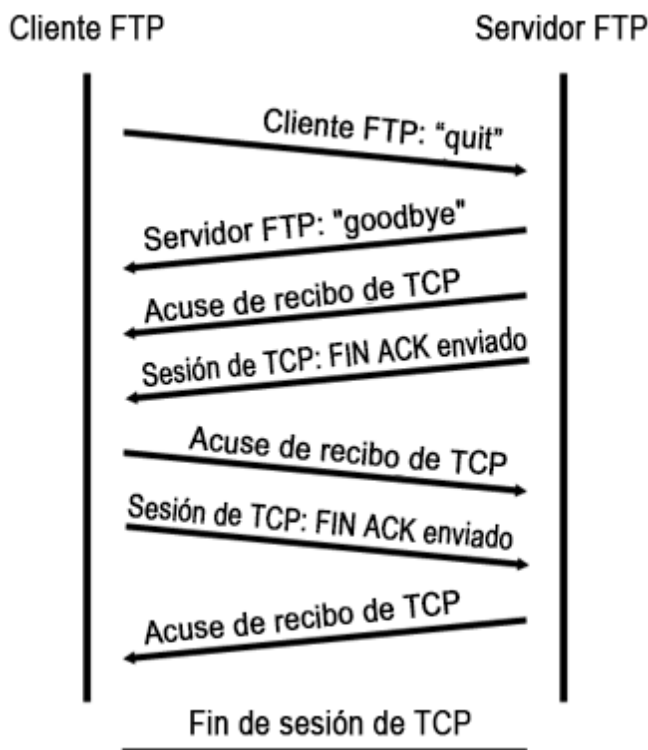 Cliente FTP
Servidor FTP
Cliente FTP: “quit”
Servidor FTP: "goodbye"
Acuse de recibo de TCP
Sesión de TCP: FIN ACK enviado
Acuse de recibo de TCP
Sesión de TCP: FIN ACK enviado
Acuse de recibo de TCP
Fin de sesión de TCP